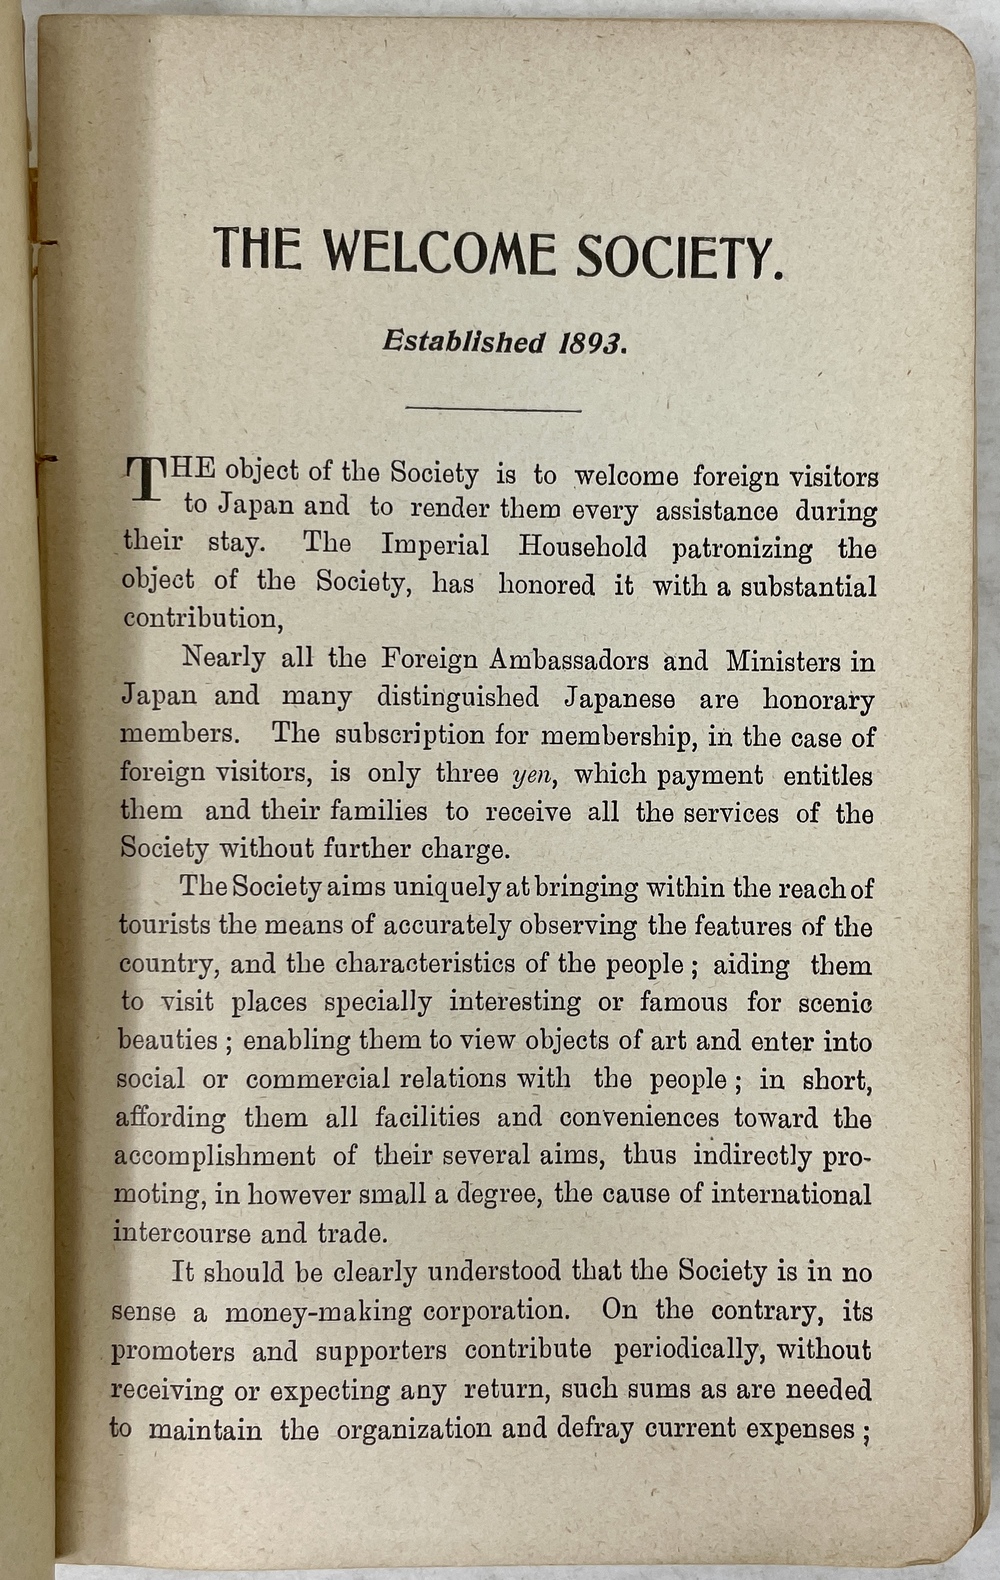 THE WELCOME SOCIETY.
Established 1893.
THE object of the Society is to welcome foreign visitors
to Japan and to render them every assistance during
their stay. The Imperial Household patronizing the
object of the Society, has honored it with a substantial
contribution,
Nearly all the Foreign Ambassadors and Ministers in
Japan and many distinguished Japanese are honorary
members. The subscription for membership, in the case of
foreign visitors, is only three yen, which payment entitles
them and their families to receive all the services of the
Society without further charge.
The Society aims uniquely at bringing within the reach of
tourists the means of accurately observing the features of the
country, and the characteristics of the people ; aiding them
to visit places specially interesting or famous for scenic
beauties ; enabling them to view objects of art and enter into
social or commercial relations with the people ; in short,
affording them all facilities and conveniences toward the
accomplishment of their several aims, thus indirectly pro-
moting, in however small a degree, the cause of international
intercourse and trade.
It should be clearly understood that the Society is in no
sense a money-making corporation. On the contrary, its
promoters and supporters contribute periodically, without
receiving or expecting any return, such sums as are needed
to maintain the organization and defray current expenses ;